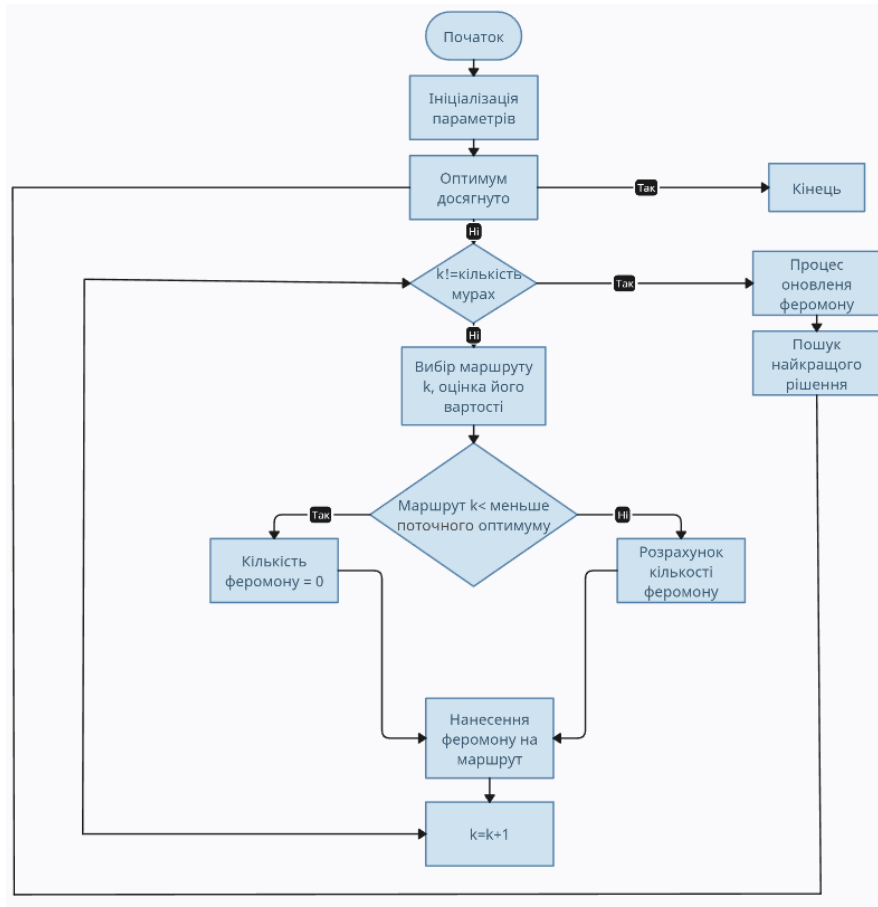 Початок
Ініціалізація
параметрів
Оптимум
досягнуто
Так
Кінець
Ні
k!=кількість
мурах
Так
Процес
оновленя
феромону
Ні
Пошук
найкращого
рішення
Вибір маршруту
k, оцінка його
вартості
Маршрут k< меньше
поточного оптимуму
Так
Ні
Кількість
феромону = 0
Розрахунок
кількості
феромону
Нанесення
феромону на
маршрут
k=k+1